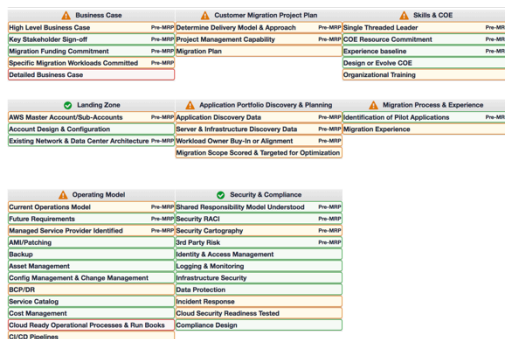 Business Case
High Level Business Case Pre-MRP
Key Stakeholder Sign-off Pre-MRP
Migration Funding Commitment Pre-MRP
Specific Migration Workloads Committed Pre-MRP
Detailed Business Case
Customer Migration Project Plan
Determine Delivery Model & Approach Pre-MRP
Project Management Capability Pre-MRP
Migration Plan
Skills & COE
Single Threaded Leader Pre-MR
COE Resource Commitment Pre-MR
Experience baseline Pre-MR
Design or Evolve COE
Organizational Training
Landing Zone
AWS Master Account/Sub-Accounts Pre-MRP
Account Design & Configuration Pre-MRP
Existing Network & Data Center Architecture Pre-MRP
Application Portfolio Discovery & Planning
Application Discovery Data Pre-MRP
Server & Infrastructure Discovery Data Pre-MRP
Workload Owner Buy-In or Alignment Pre-MRP
Migration Scope Scored & Targeted for Optimization
Migration Process & Experience
Identification of Pilot Applications Pre-MR
Migration Experience
Operating Model
Current Operations Model Pre-MRP
Future Requirements Pre-MRP
Managed Service Provider Identified Pre-MRP
AMI/Patching
Backup
Asset Management
Config Management & Change Management
BCP/DR
Service Catalog
Cost Management
Cloud Ready Operational Processes & Run Books
CI/CD Pipelines
Security & Compliance
Shared Responsibility Model Understood Pre-MRP
Security RACI Pre-MRP
Security Cartography Pre-MRP
3rd Party Risk Pre-MRP
Identity & Access Management
Logging & Monitoring
Infrastructure Security
Data Protection
Incident Response
Cloud Security Readiness Tested
Compliance Design